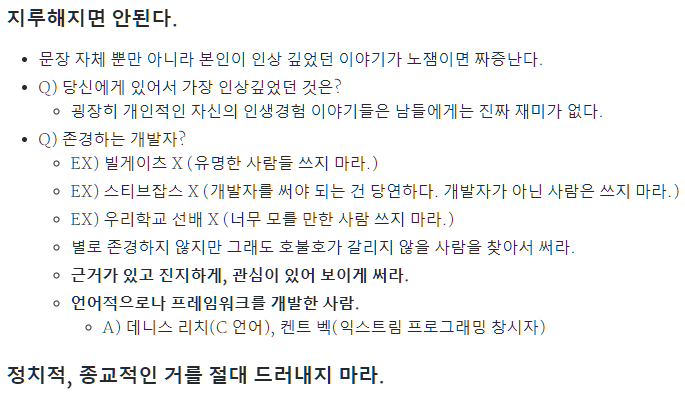 지루해지면 안된다.
문장 자체 뿐만 아니라 본인이 인상 깊었던 이야기가 노잼이면 짜증난다.
Q) 당신에게 있어서 가장 인상깊었던 것은?
굉장히 개인적인 자신의 인생경험 이야기들은 남들에게는 진짜 재미가 없다.
Q) 존경하는 개발자?
EX) 빌게이츠 X (유명한 사람들 쓰지 마라.)
EX) 스티브잡스 X (개발자를 써야 되는 건 당연하다. 개발자가 아닌 사람은 쓰지 마라.)
EX) 우리학교 선배 X (너무 모를 만한 사람 쓰지 마라.)
별로 존경하지 않지만 그래도 호불호가 갈리지 않을 사람을 찾아서 써라.
근거가 있고 진지하게, 관심이 있어 보이게 써라.
언어적으로나 프레임워크를 개발한 사람.
A) 데니스 리치(C 언어), 켄트 벡(익스트림 프로그래밍 창시자)
정치적, 종교적인 거를 절대 드러내지 마라.